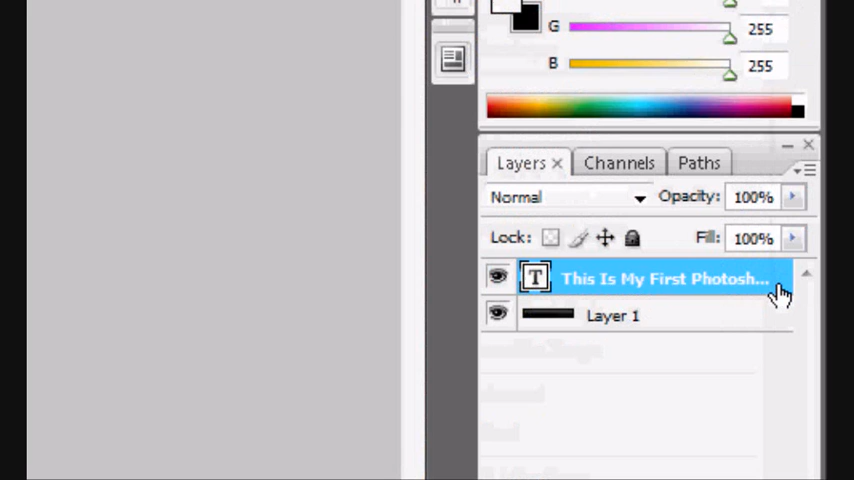 G 255
B 255
Layers × Channels Paths
Normal Opacity: 100%
Lock: Fill: 100%
T This Is My First Photosh...
Layer 1